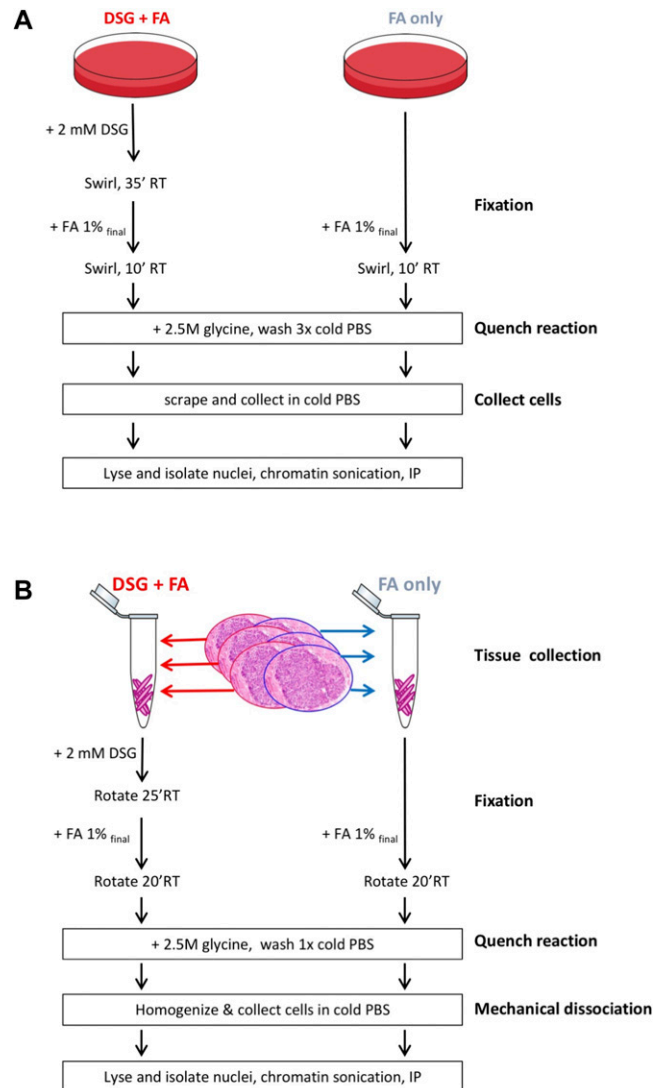 A
DSG + FA
FA only
+ 2 mM DSG
Swirl, 35' RT
Fixation
+ FA 1% final
+ FA 1% final
Swirl, 10' RT
Swirl, 10' RT
+ 2.5M glycine, wash 3x cold PBS
Quench reaction
scrape and collect in cold PBS
Collect cells
Lyse and isolate nuclei, chromatin sonication, IP
B
DSG + FA
FA only
Tissue collection
+ 2 mM DSG
Rotate 25'RT
Fixation
+ FA 1% final
+ FA 1% final
Rotate 20'RT
Rotate 20'RT
+ 2.5M glycine, wash 1x cold PBS
Quench reaction
Homogenize & collect cells in cold PBS
Mechanical dissociation
Lyse and isolate nuclei, chromatin sonication, IP